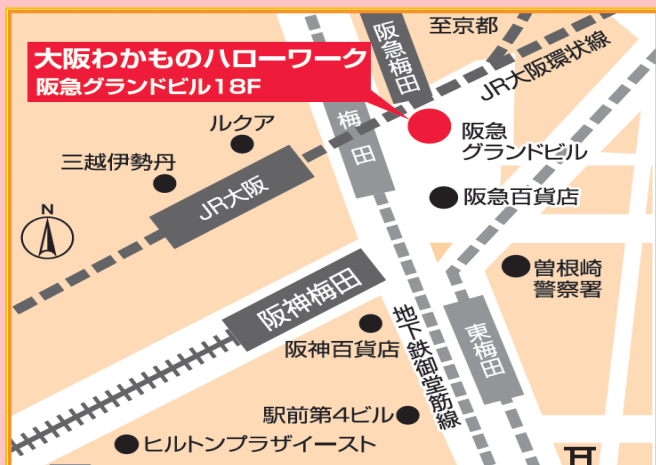 至京都
阪急梅田
大阪わかものハローワーク
阪急グランドビル18F
JR大阪環状線
梅田
ルクア
阪急
グランドビル
三越伊勢丹
JR大阪
阪急百貨店
N
曽根崎
警察署
阪神梅田
地下鉄御堂筋線
東梅田
阪神百貨店
駅前第4ビル
ヒルトンプラザイースト